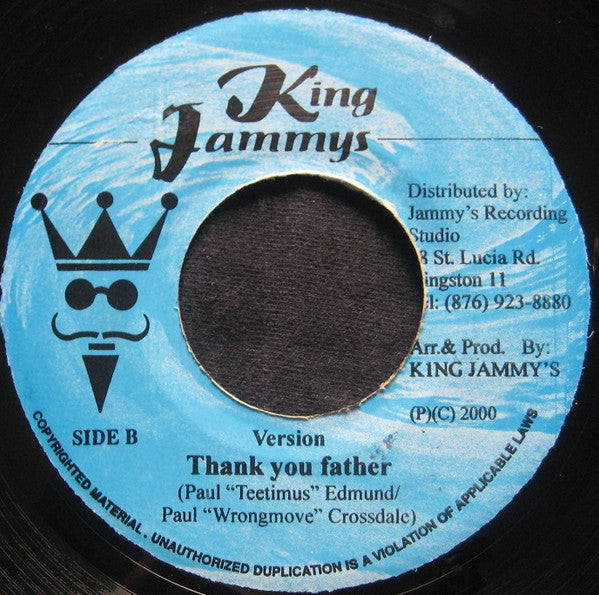 King
Jammys
Distributed by:
Jammy's Recording
Studio
St. Lucia Rd.
11
(876) 923-8880
Arr.& Prod. By:
K1NG JAMMY'S
(P)(C) 2000
SIDE B
Version
Thank you father
(Paul “Teetimus” Edmund/
Paul “Wrongmove” Crossdale)
COPYRIGHTED MATERIAL . UNAUTHORIZED DUPLICATION IS A VIOLATION OF APPLICABLE LAWS